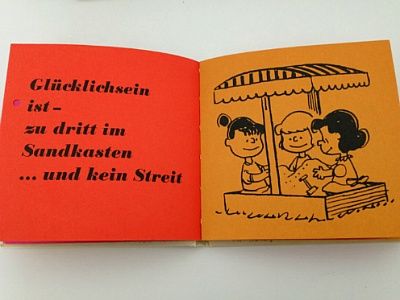 Glücklichsein
ist –
zu dritt im
Sandkasten
... und kein Streit